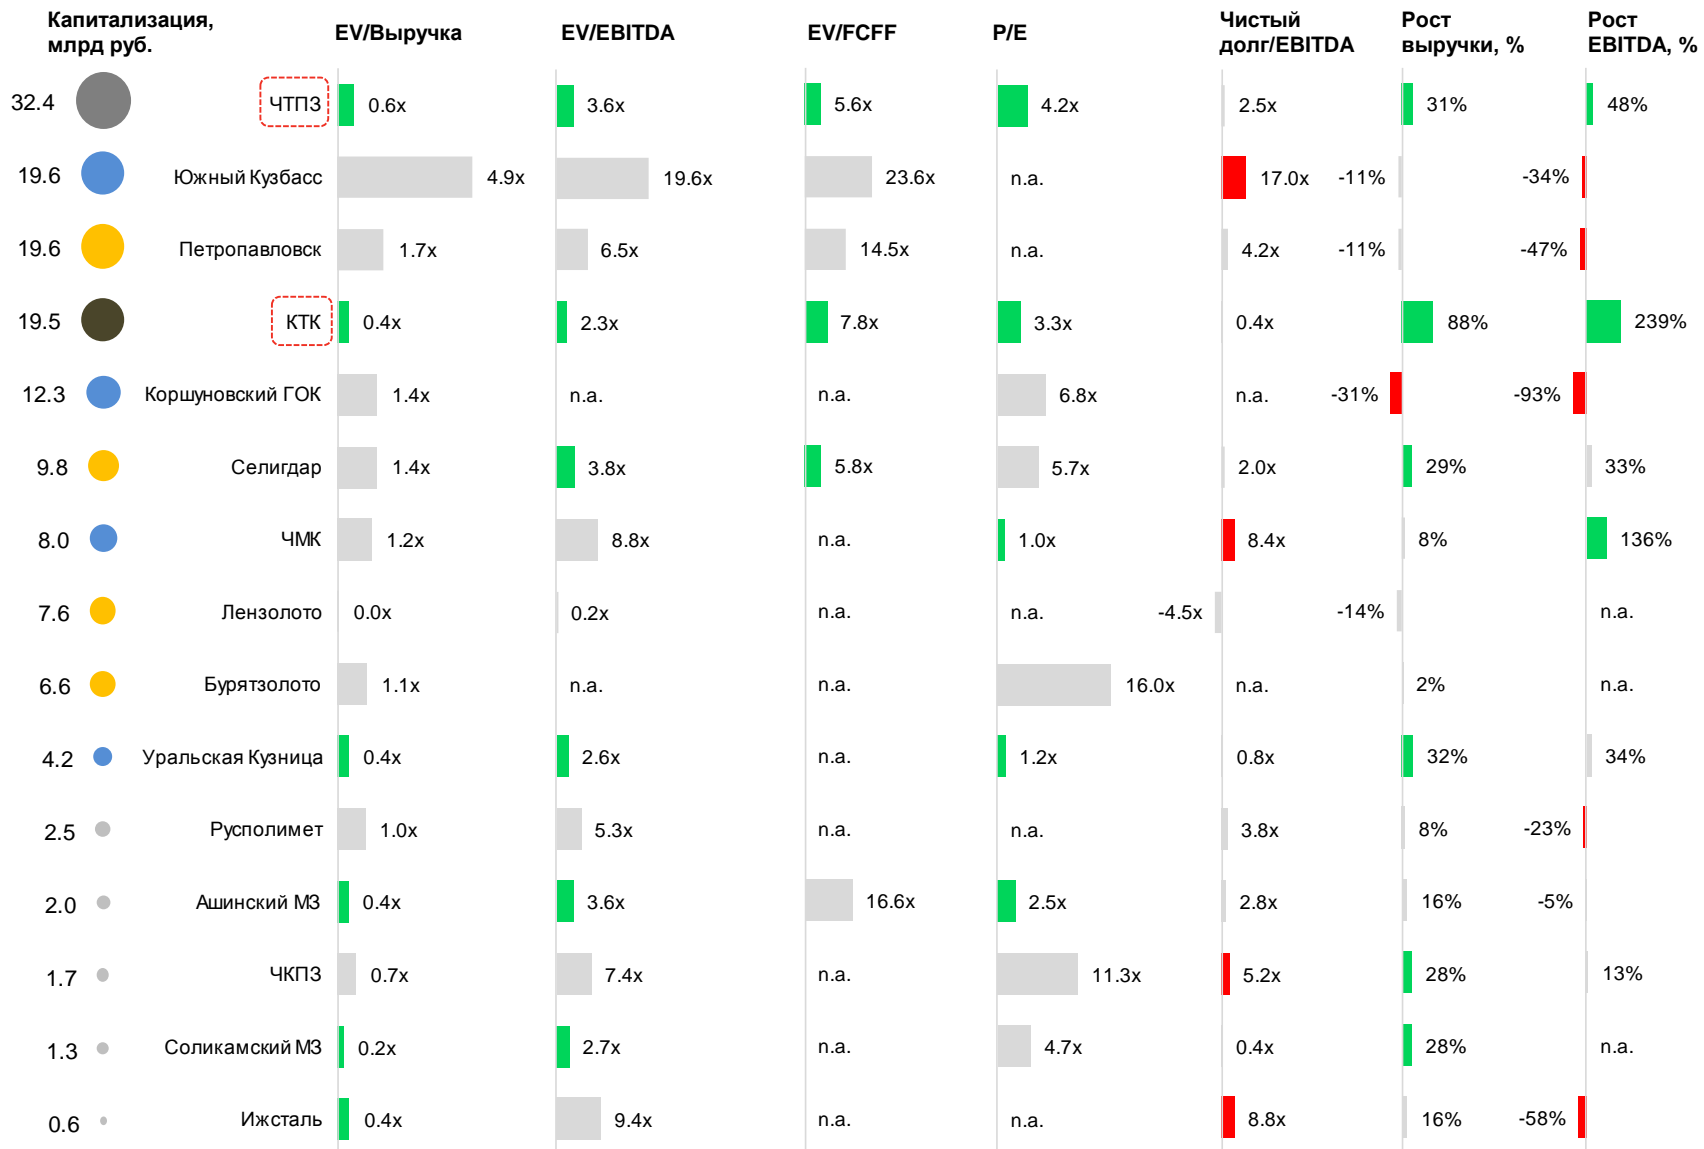 Капитализация, млрд руб. EV/Выручка EV/EBITDA EV/FCFF P/E Чистый долг/EBITDA Рост выручки, % Рост EBITDA, %
32.4 ЧТПЗ 0.6x 3.6x 5.6x 4.2x 2.5x 31% 48%
19.6 Южный Кузбасс 4.9x 19.6x 23.6x n.a. 17.0x -11% -34%
19.6 Петропавловск 1.7x 6.5x 14.5x n.a. 4.2x -11% -47%
19.5 КТК 0.4x 2.3x 7.8x 3.3x 0.4x 88% 239%
12.3 Коршуновский ГОК 1.4x n.a. n.a. 6.8x n.a. -31% -93%
9.8 Селигдар 1.4x 3.8x 5.8x 5.7x 2.0x 29% 33%
8.0 ЧМК 1.2x 8.8x n.a. 1.0x 8.4x 8% 136%
7.6 Лензолото 0.0x 0.2x n.a. n.a. -4.5x -14% n.a.
6.6 Бурятзолото 1.1x n.a. n.a. 16.0x n.a. 2% n.a.
4.2 Уральская Кузница 0.4x 2.6x n.a. 1.2x 0.8x 32% 34%
2.5 Русполимет 1.0x 5.3x n.a. n.a. 3.8x 8% -23%
2.0 Ашинский МЗ 0.4x 3.6x 16.6x 2.5x 2.8x 16% -5%
1.7 ЧКПЗ 0.7x 7.4x n.a. 11.3x 5.2x 28% 13%
1.3 Соликамский МЗ 0.2x 2.7x n.a. 4.7x 0.4x 28% n.a.
0.6 Ижсталь 0.4x 9.4x n.a. n.a. 8.8x 16% -58%